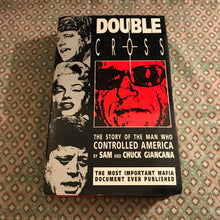 DOUBLE
CROSS
THE STORY OF THE MAN WHO
CONTROLLED AMERICA
BY SAM AND CHUCK GIANCANA
THE MOST IMPORTANT MAFIA
DOCUMENT EVER PUBLISHED